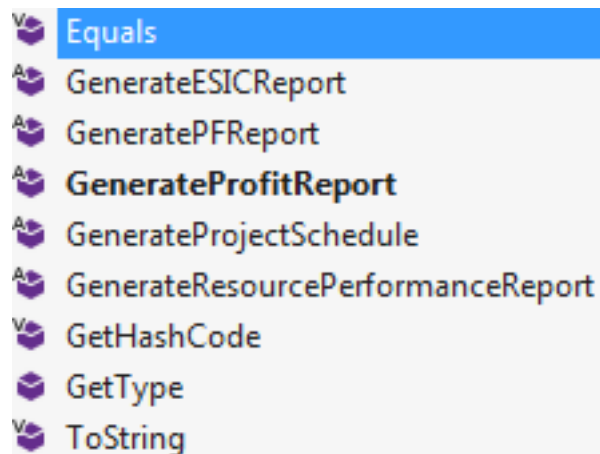 V Equals
A GenerateESICReport
A GeneratePFReport
A GenerateProfitReport
A GenerateProjectSchedule
A GenerateResourcePerformanceReport
V GetHashCode
GetType
V ToString